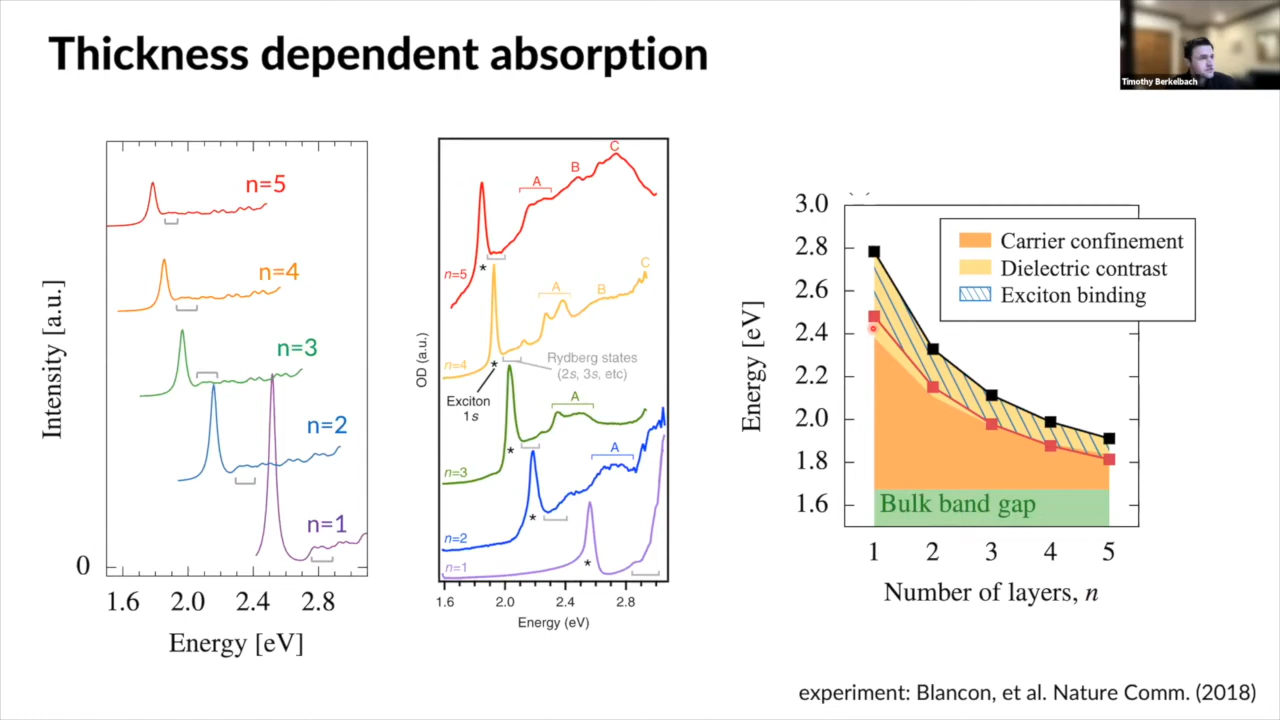 Thickness dependent absorption
Timothy Berkelbach
n=5
n=4
n=3
n=2
n=1
0
Intensity [a.u.]
1.6 2.0 2.4 2.8
Energy [eV]
C
B
A
n=5
*
C
A
B
n=4
*
Rydberg states
(2s, 3s, etc)
Exciton
1s
A
n=3
*
A
n=2
*
n=1
*
OD (a.u.)
1.6 2.0 2.4 2.8
Energy (eV)
3.0
2.8
2.6
2.4
2.2
2.0
1.8
1.6
Energy [eV]
Carrier confinement
Dielectric contrast
Exciton binding
Bulk band gap
1 2 3 4 5
Number of layers, n
experiment: Blancon, et al. Nature Comm. (2018)